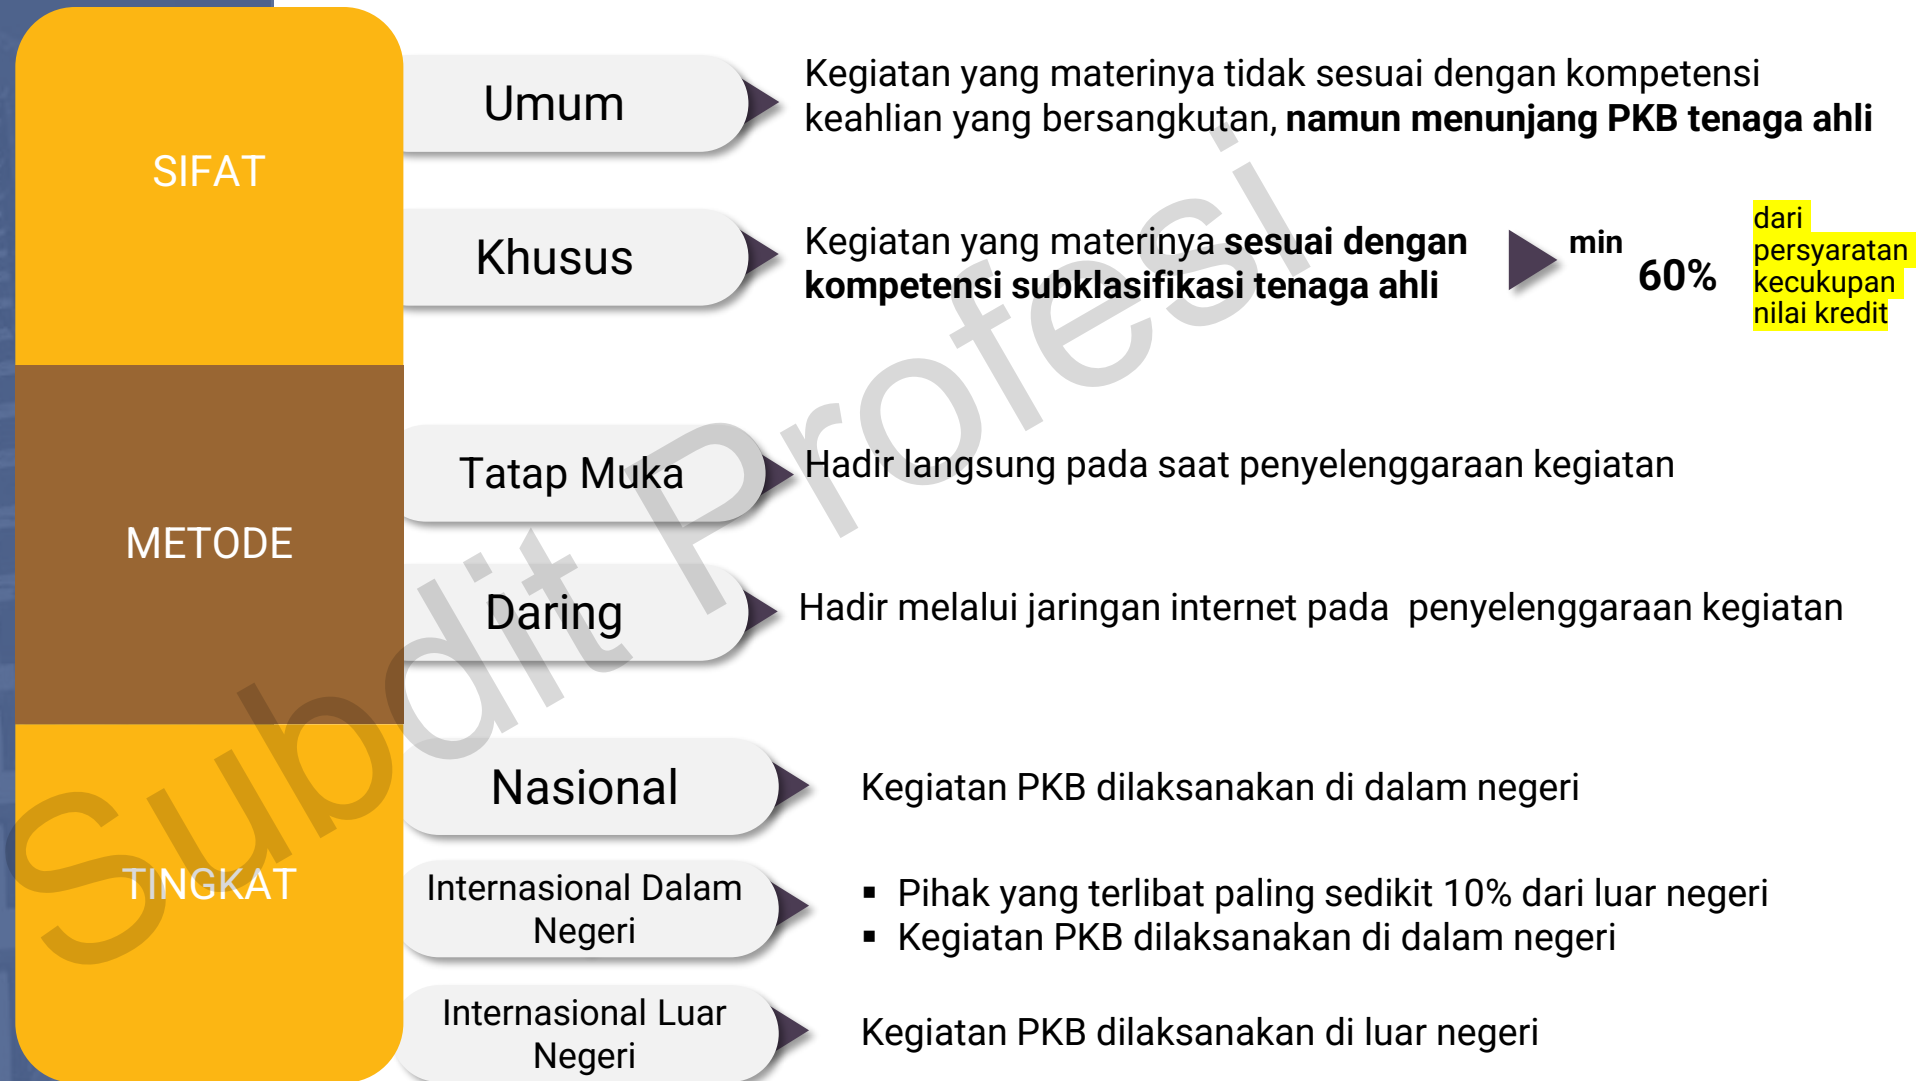 SIFAT
Umum
Kegiatan yang materinya tidak sesuai dengan kompetensi
keahlian yang bersangkutan, namun menunjang PKB tenaga ahli
Khusus
Kegiatan yang materinya sesuai dengan
kompetensi subklasifikasi tenaga ahli
min
60%
dari
persyaratan
kecukupan
nilai kredit
METODE
Tatap Muka
Hadir langsung pada saat penyelenggaraan kegiatan
Daring
Hadir melalui jaringan internet pada  penyelenggaraan kegiatan
TINGKAT
Nasional
Kegiatan PKB dilaksanakan di dalam negeri
Internasional Dalam
Negeri
▪ Pihak yang terlibat paling sedikit 10% dari luar negeri
▪ Kegiatan PKB dilaksanakan di dalam negeri
Internasional Luar
Negeri
Kegiatan PKB dilaksanakan di luar negeri
Subdit Profesi